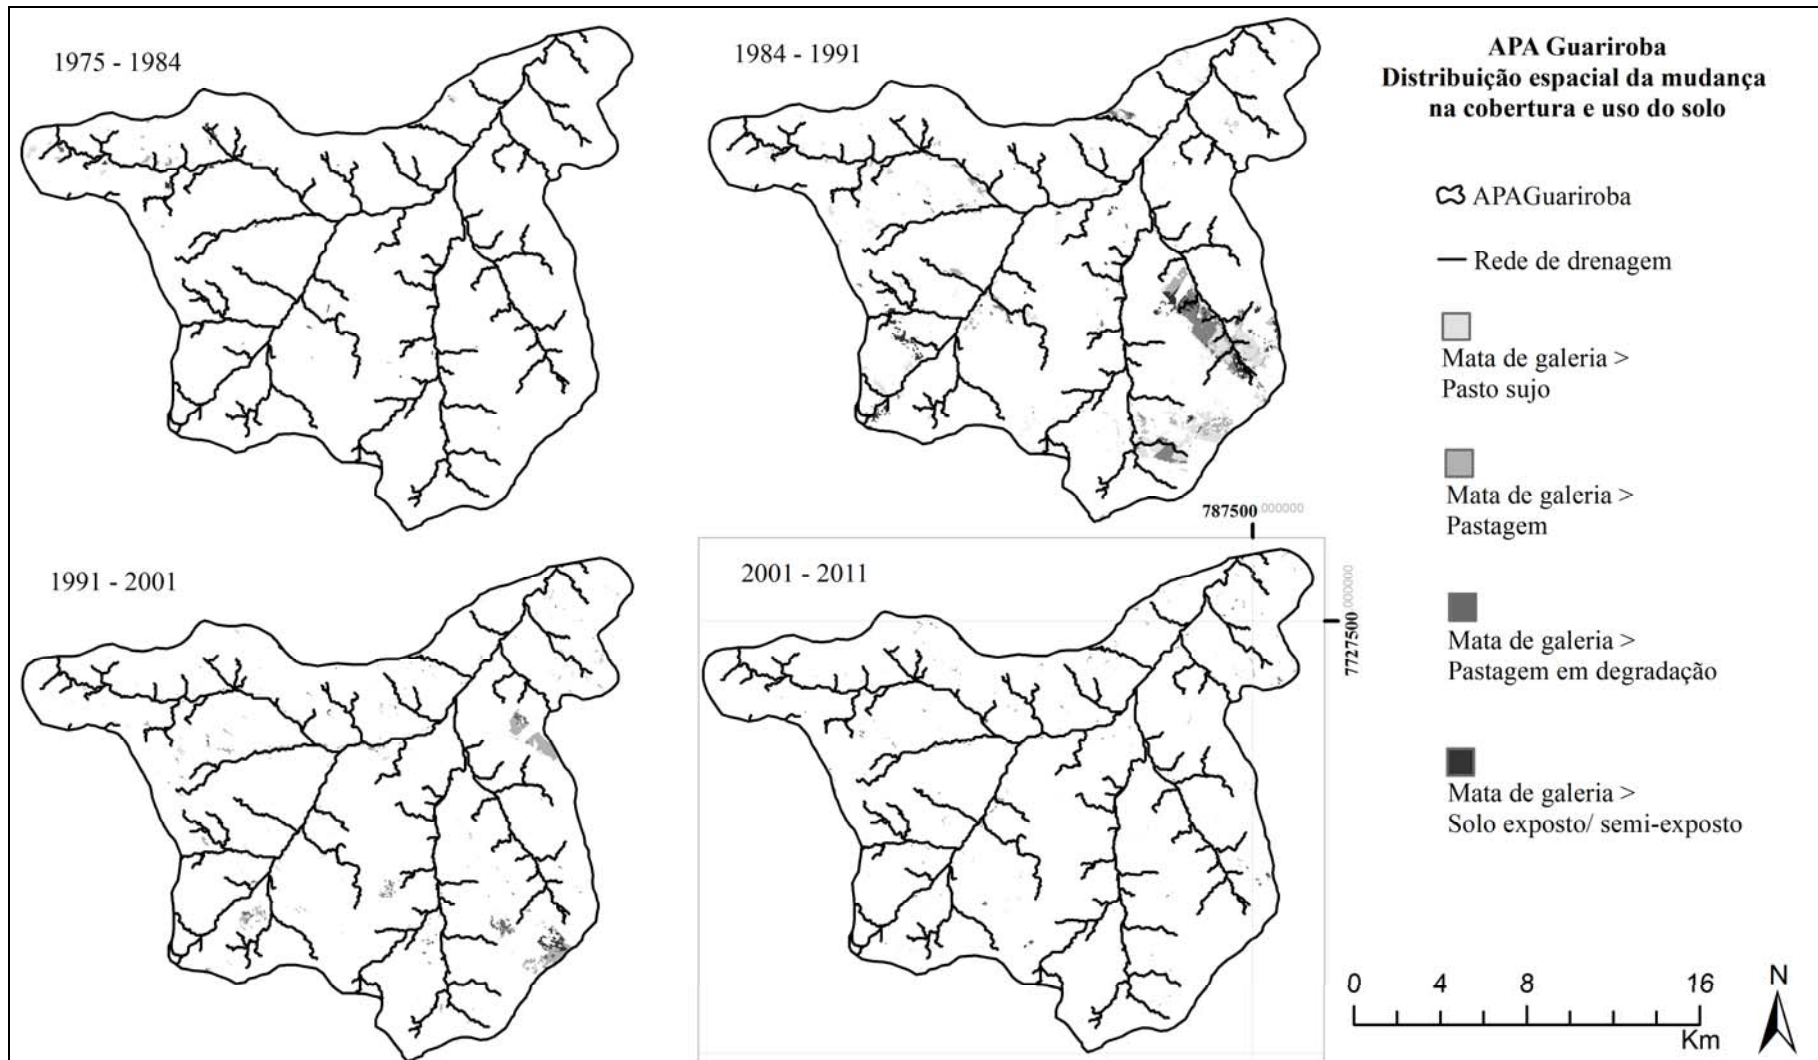 1975 - 1984
1984 - 1991
1991 - 2001
2001 - 2011
787500.000000
7727500.000000
APA Guariroba
Distribuição espacial da mudança
na cobertura e uso do solo
APAGuariroba
Rede de drenagem
Mata de galeria >
Pasto sujo
Mata de galeria >
Pastagem
Mata de galeria >
Pastagem em degradação
Mata de galeria >
Solo exposto/ semi-exposto
0 4 8 16
Km
N